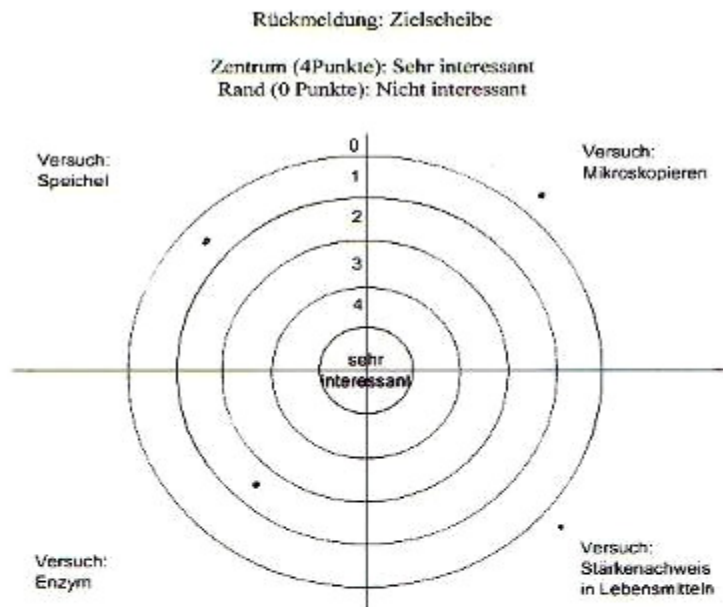 Rückmeldung: Zielscheibe
Zentrum (4Punkte): Sehr interessant
Rand (0 Punkte): Nicht interessant
Versuch:
Speichel
Versuch:
Mikroskopieren
0
1
2
3
4
sehr
interessant
Versuch:
Enzym
Versuch:
Stärkenachweis
in Lebensmitteln